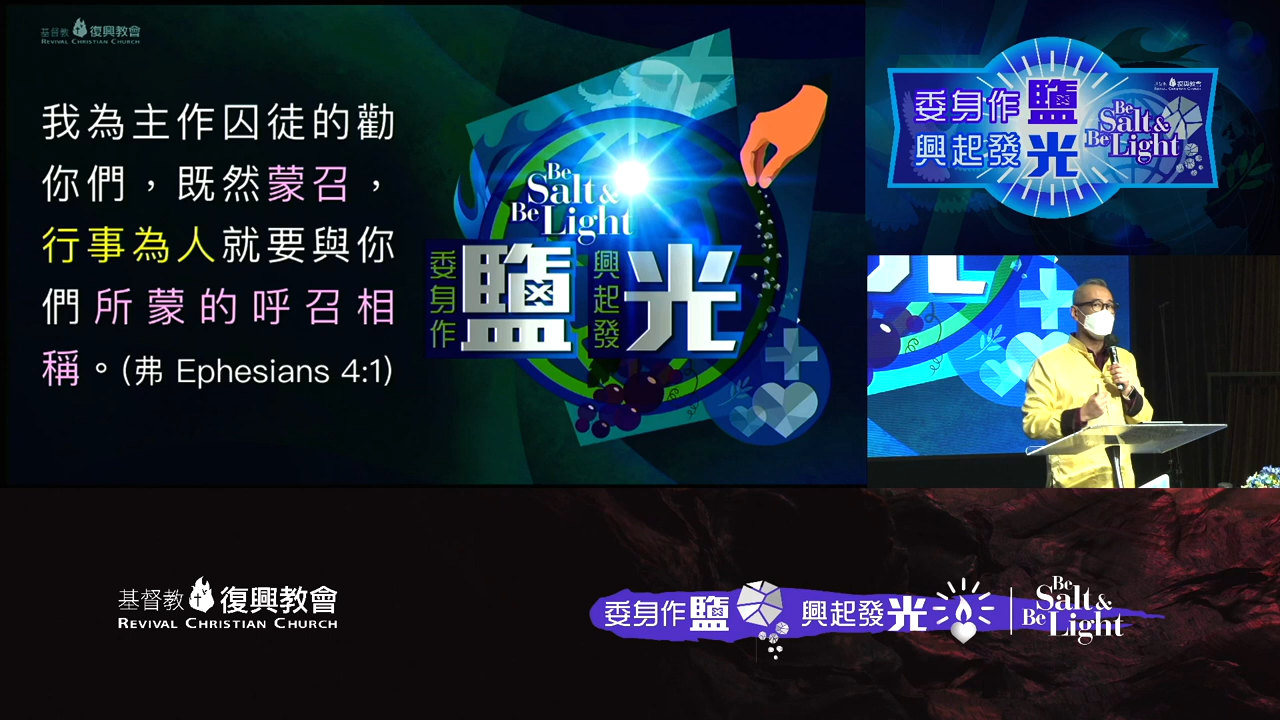 基督教 復興教會
REVIVAL CHRISTIAN CHURCH
我為主作囚徒的勸
你們，既然蒙召，
行事為人就要與你
們所蒙的呼召相
稱。(弗 Ephesians 4:1)
Be
Salt &
Be Light
委身作鹽
興起發光
委身作鹽
興起發光
Be
Salt &
Be Light
REVIVAL CHRISTIAN CHURCH
基督教 復興教會
REVIVAL CHRISTIAN CHURCH
委身作鹽 興起發光
Be
Salt &
Be Light